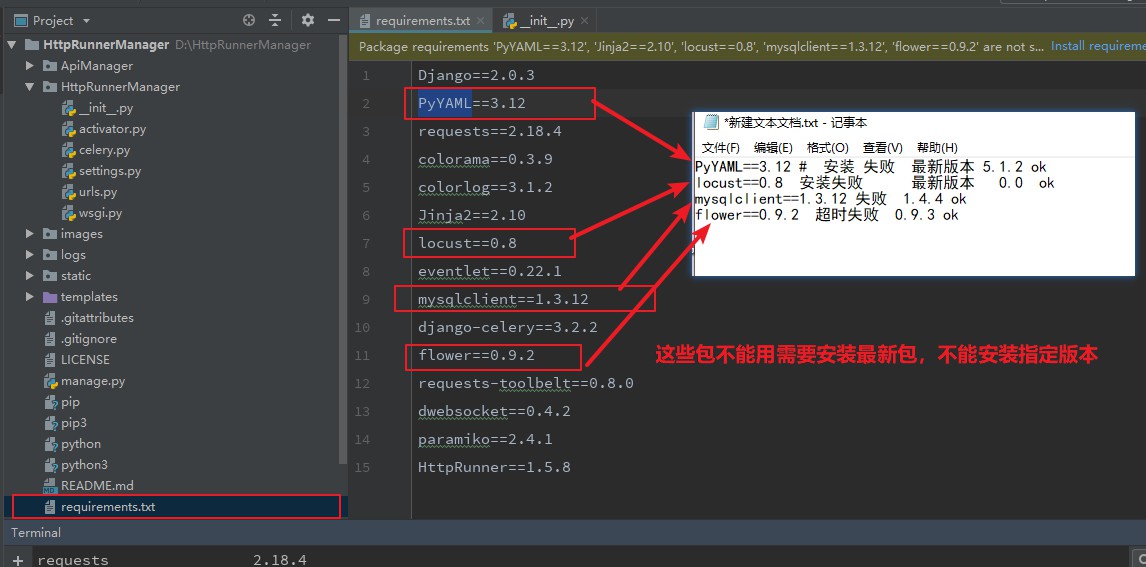 Project
requirements.txt
__init__.py
HttpRunnerManager D:\HttpRunnerManager
ApiManager
HttpRunnerManager
__init__.py
activator.py
celery.py
settings.py
urls.py
wsgi.py
images
logs
static
templates
.gitattributes
.gitignore
LICENSE
manage.py
pip
pip3
python
python3
README.md
requirements.txt
Package requirements 'PyYAML==3.12', 'Jinja2==2.10', 'locust==0.8', 'mysqlclient==1.3.12', 'flower==0.9.2' are not s... Install requireme
1 Django==2.0.3
2 PyYAML==3.12
3 requests==2.18.4
4 colorama==0.3.9
5 colorlog==3.1.2
6 Jinja2==2.10
7 locust==0.8
8 eventlet==0.22.1
9 mysqlclient==1.3.12
10 django-celery==3.2.2
11 flower==0.9.2
12 requests-toolbelt==0.8.0
13 dwebsocket==0.4.2
14 paramiko==2.4.1
15 HttpRunner==1.5.8
*新建文本文档.txt - 记事本
文件(F) 编辑(E) 格式(O) 查看(V) 帮助(H)
PyYAML==3.12 # 安装 失败 最新版本 5.1.2 ok
locust==0.8 安装失败 最新版本 0.0 ok
mysqlclient==1.3.12 失败 1.4.4 ok
flower==0.9.2 超时失败 0.9.3 ok
这些包不能用需要安装最新包，不能安装指定版本
Terminal
+ requests 2.18.4